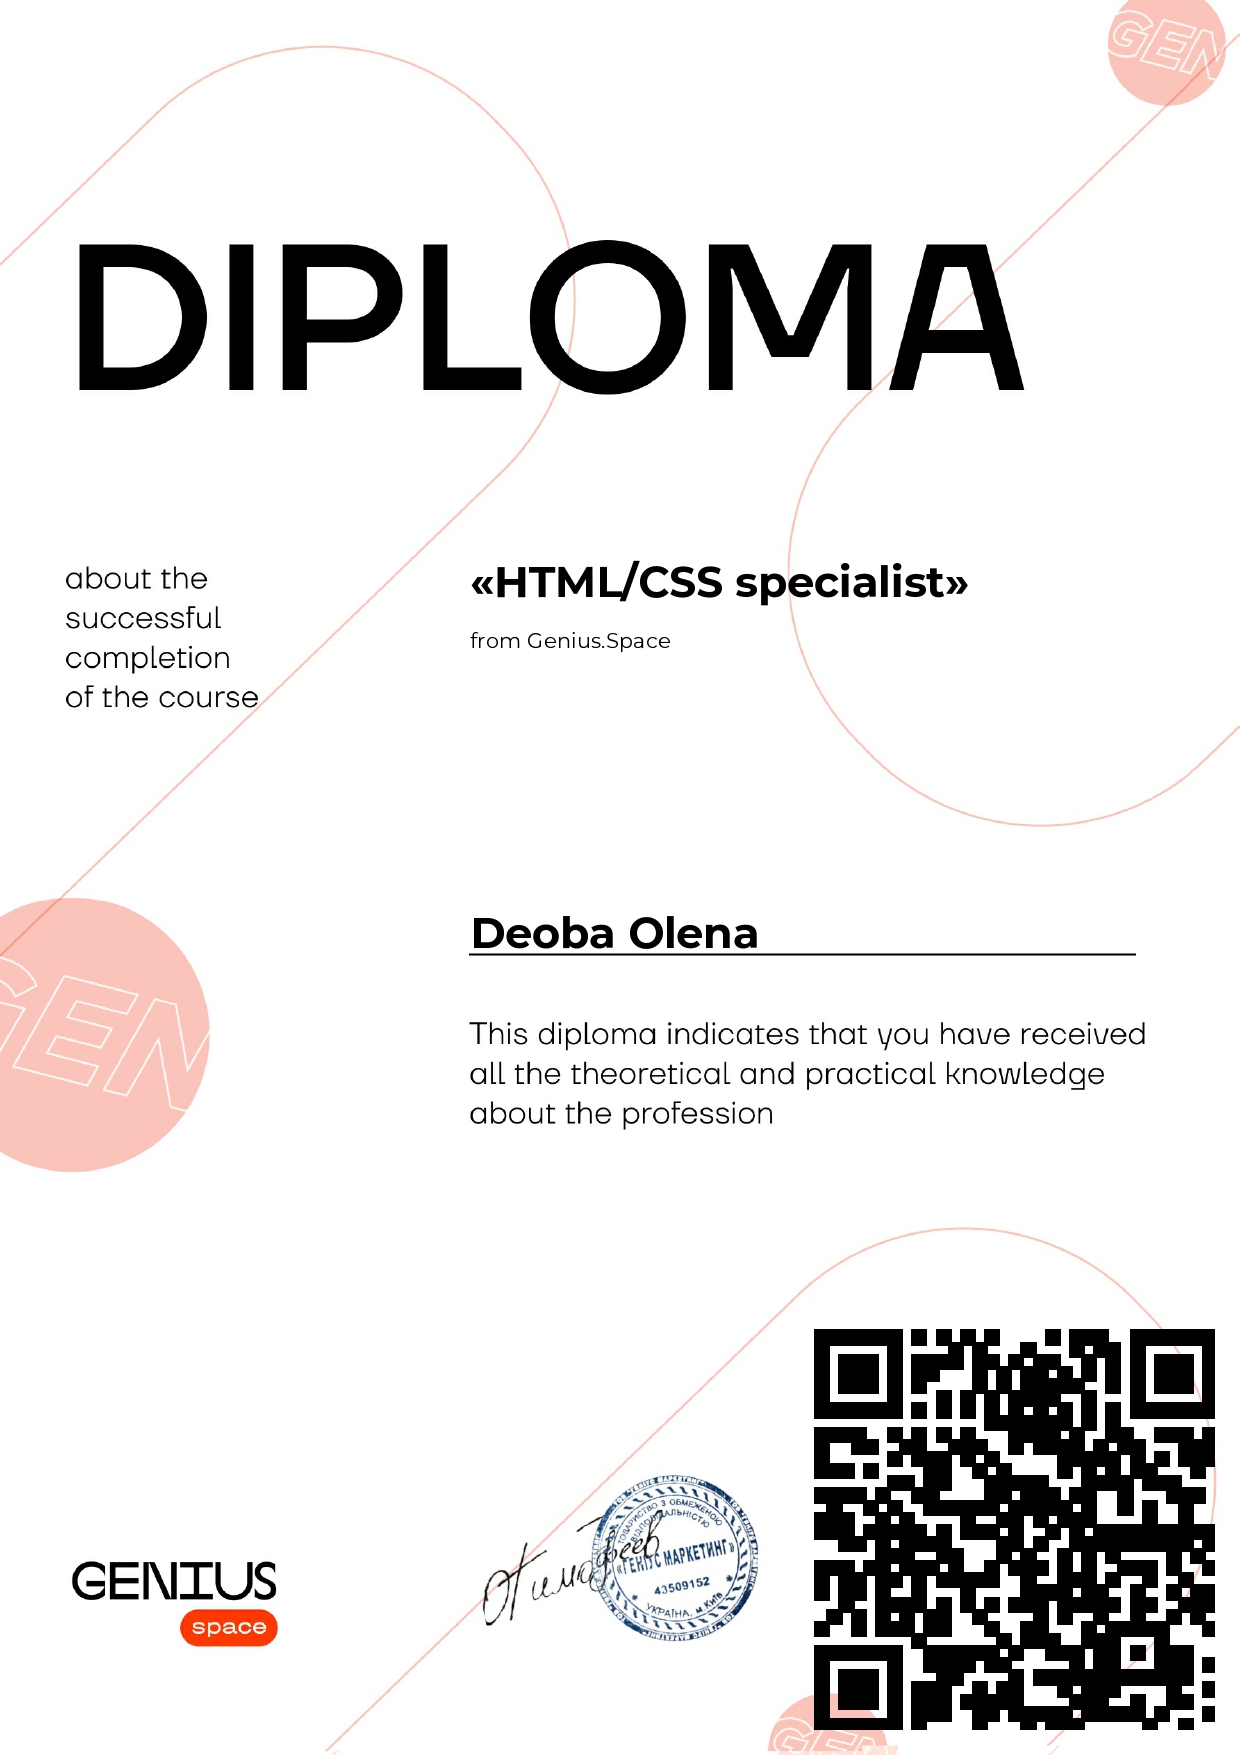 GEN
DIPLOMA
about the
successful
completion
of the course
«HTML/CSS specialist»
from Genius.Space
Deoba Olena
GEN
This diploma indicates that you have received
all the theoretical and practical knowledge
about the profession
GENIUS
space
ТОВАРИСТВО З ОБМЕЖЕНОЮ
ВІДПОВІДАЛЬНІСТЮ
«ГЕНІУС МАРКЕТИНГ»
43509152
УКРАЇНА, м.Київ
GEN